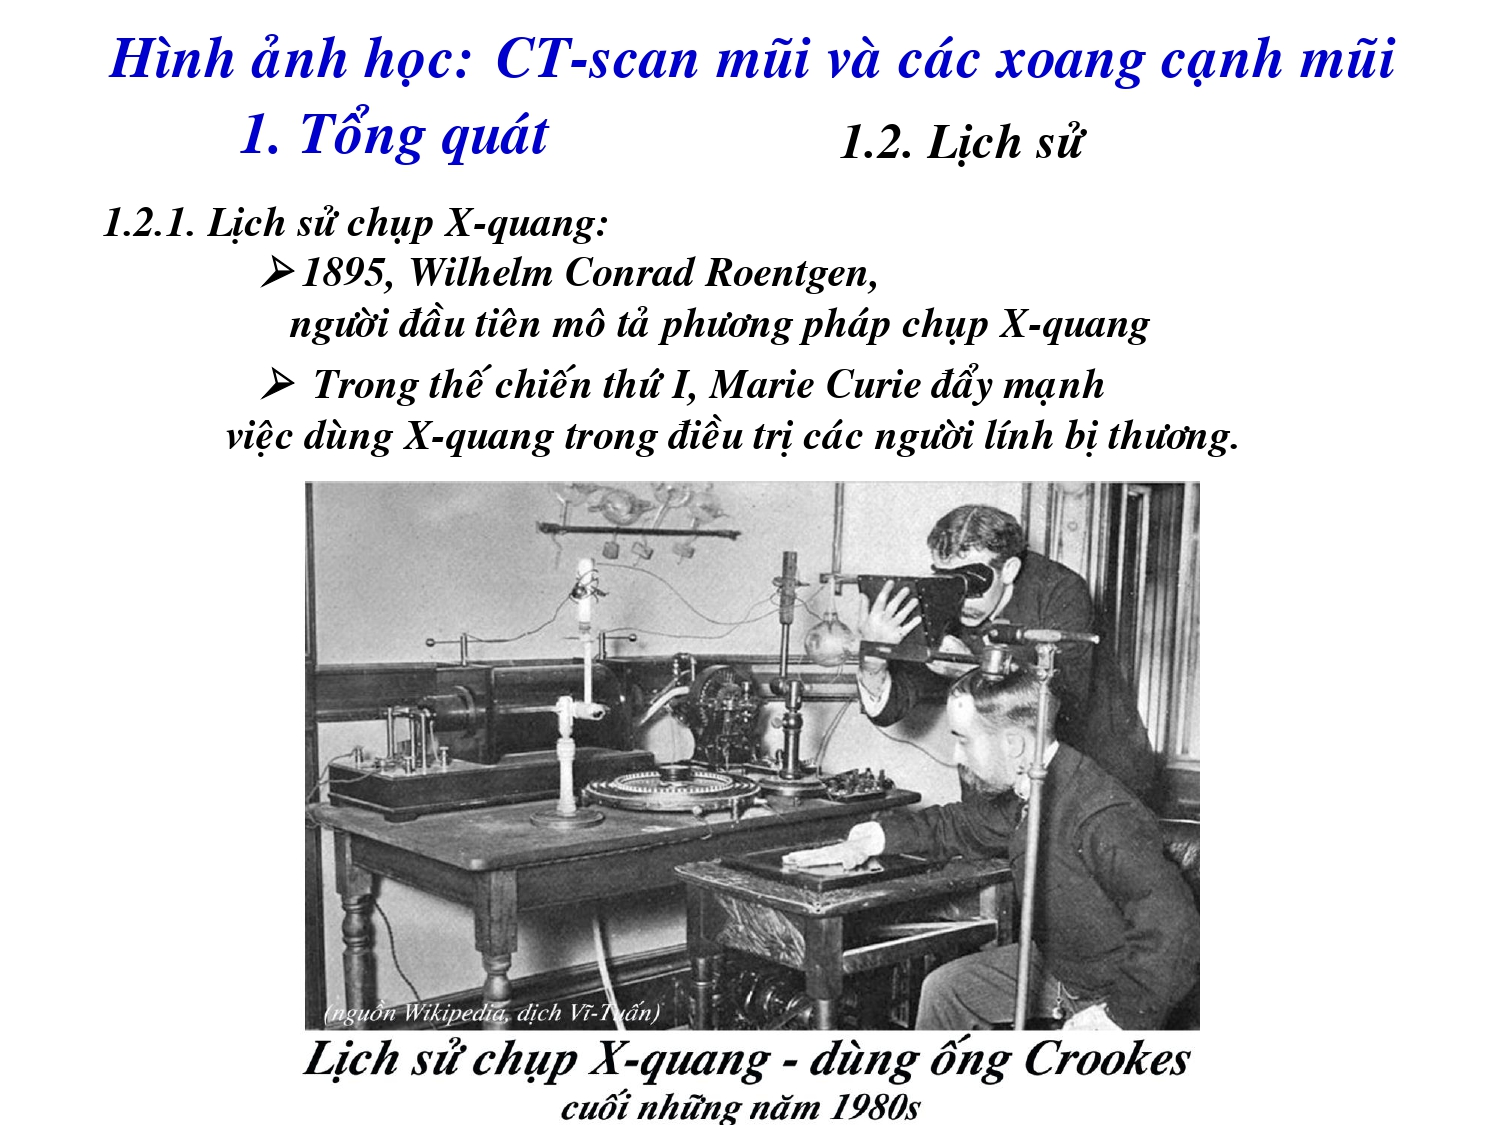 Hình ảnh học: CT-scan mũi và các xoang cạnh mũi
1. Tổng quát
1.2. Lịch sử
1.2.1. Lịch sử chụp X-quang:
➢ 1895, Wilhelm Conrad Roentgen,
người đầu tiên mô tả phương pháp chụp X-quang
➢ Trong thế chiến thứ I, Marie Curie đẩy mạnh
việc dùng X-quang trong điều trị các người lính bị thương.
(nguồn Wikipedia, dịch Vĩ-Tuấn)
Lịch sử chụp X-quang - dùng ống Crookes
cuối những năm 1980s